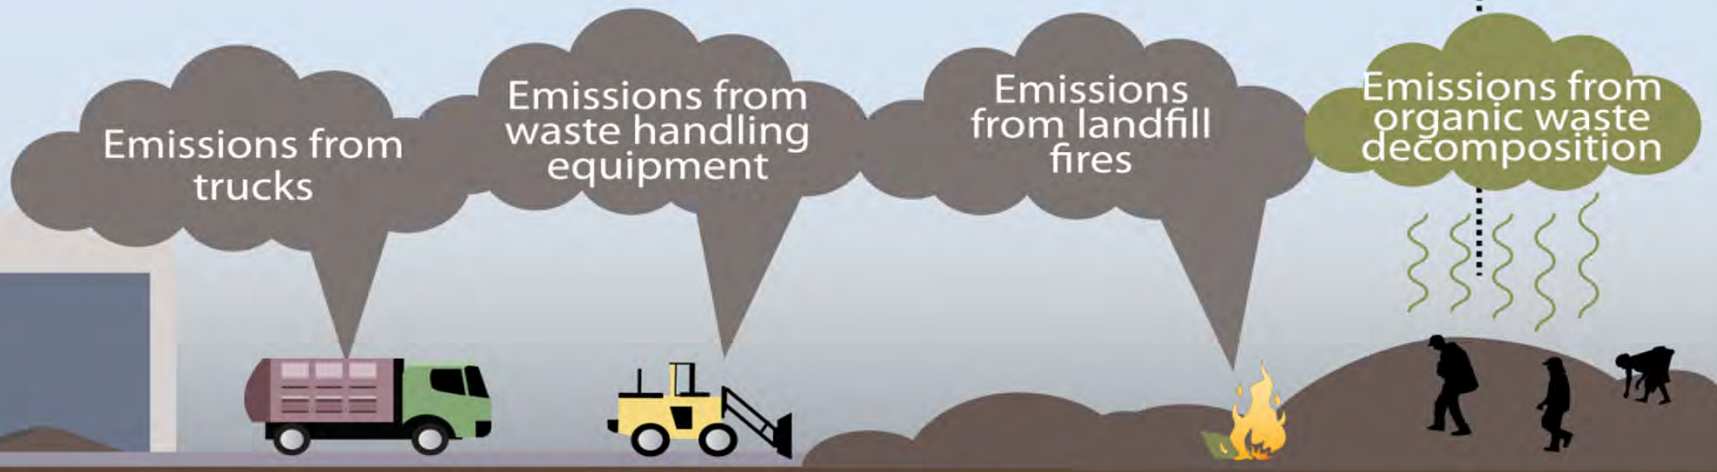 Emissions from
trucks
Emissions from
waste handling
equipment
Emissions
from landfill
fires
Emissions from
organic waste
decomposition